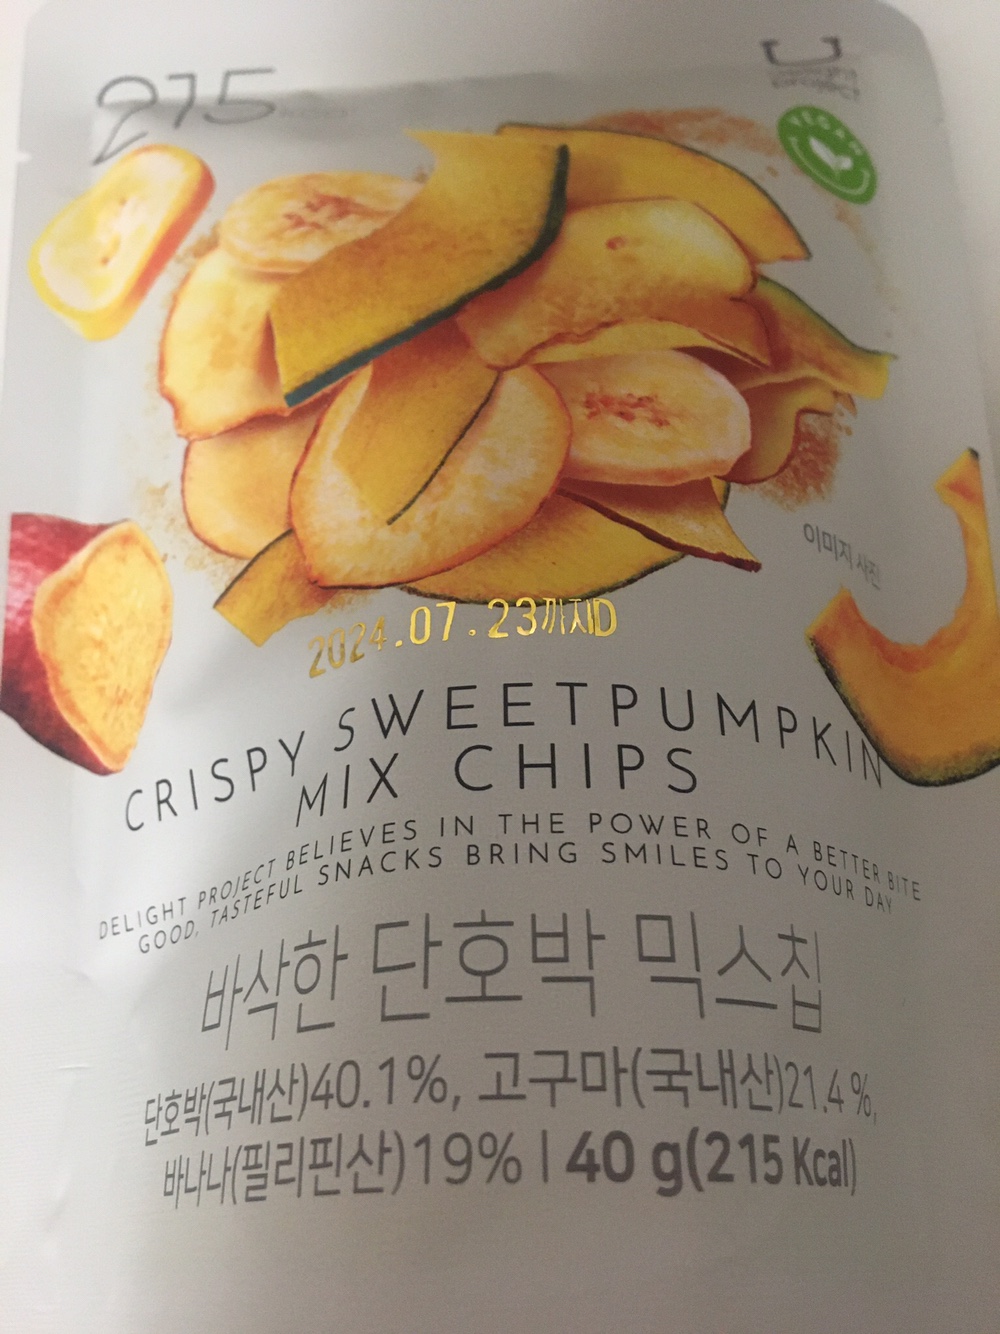 275
VEGAN
이미지 사진
2024.07.23까지D
CRISPY SWEETPUMPKIN
MIX CHIPS
DELIGHT PROJECT BELIEVES IN THE POWER OF A BETTER BITE
GOOD, TASTEFUL SNACKS BRING SMILES TO YOUR DAY
바삭한 단호박 믹스칩
단호박(국내산)40.1%, 고구마(국내산)21.4%,
바나나(필리핀산)19% | 40 g(215 Kcal)